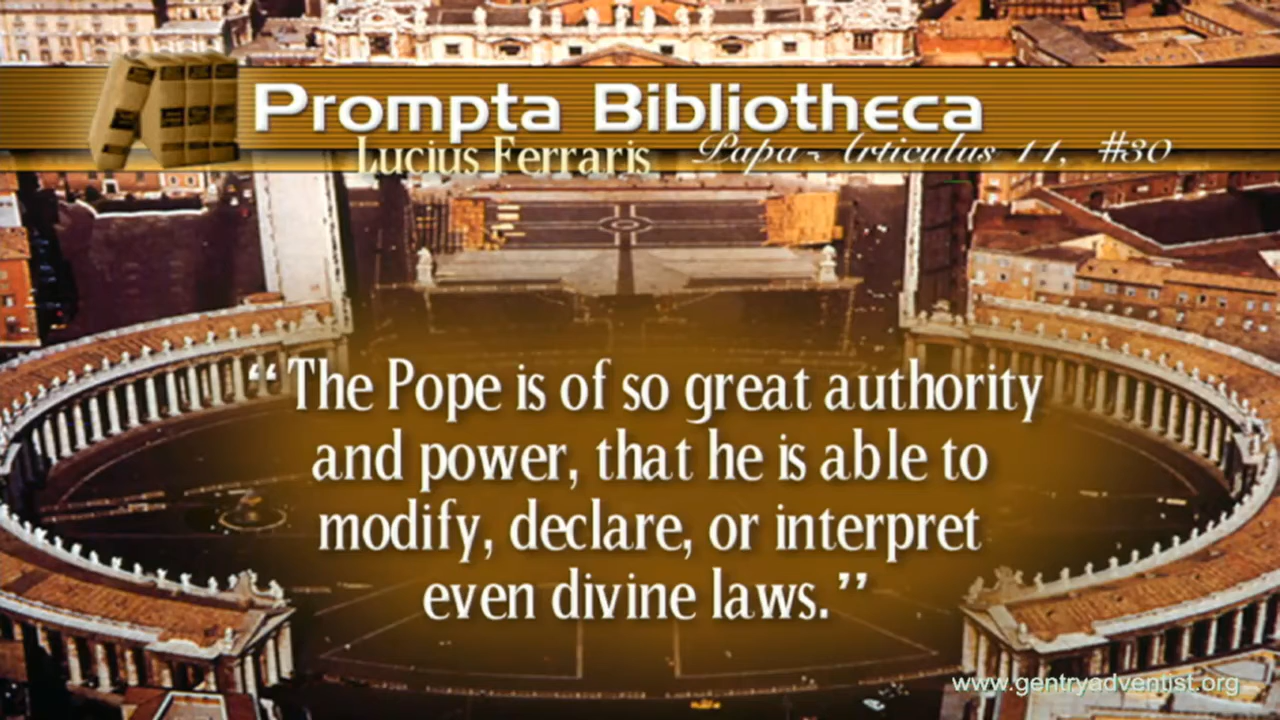 Prompta Bibliotheca
Lucius Ferraris Papa - Articulus 11, #30
“The Pope is of so great authority
and power, that he is able to
modify, declare, or interpret
even divine laws.”
www.gentryadventist.org